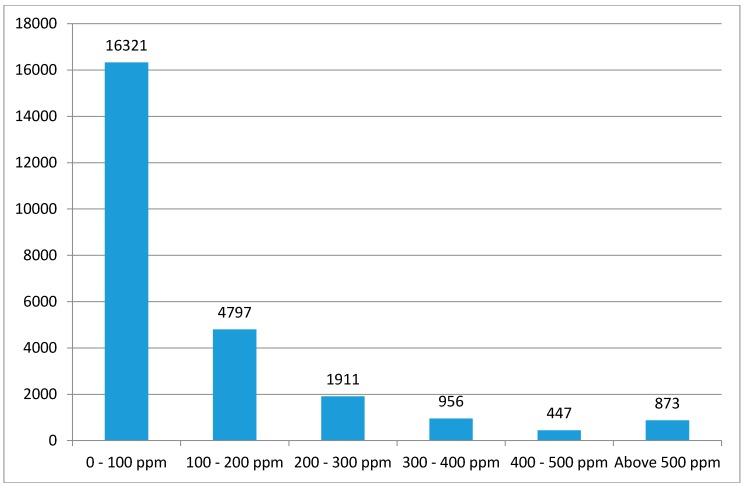 18000
16000
14000
12000
10000
8000
6000
4000
2000
0
16321
4797
1911
956
447
873
0 - 100 ppm
100 - 200 ppm
200 - 300 ppm
300 - 400 ppm
400 - 500 ppm
Above 500 ppm